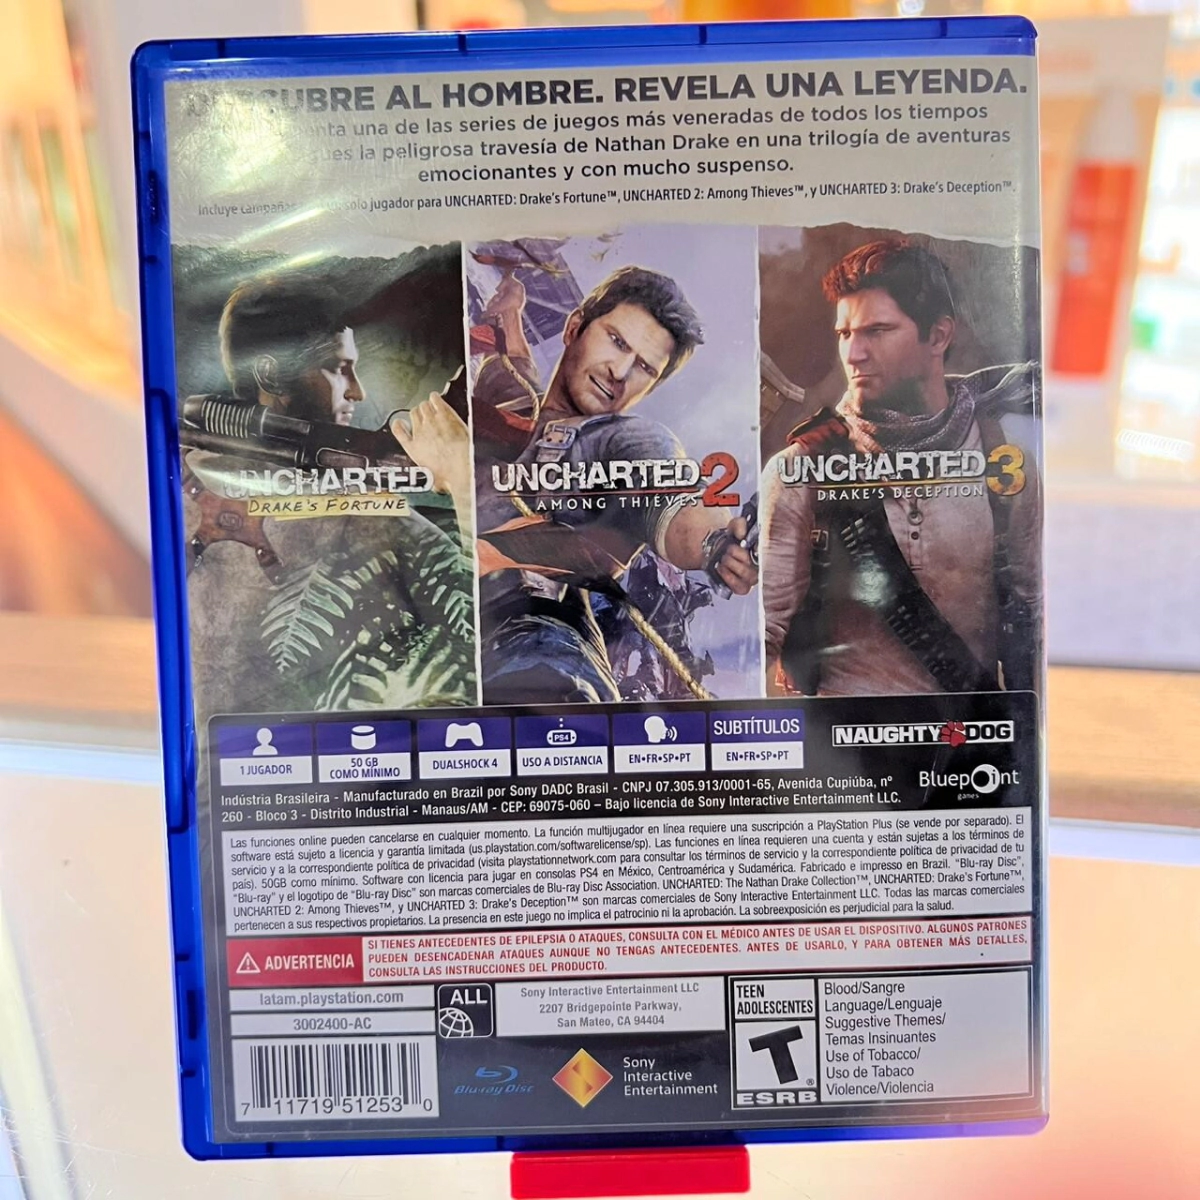 DESCUBRE AL HOMBRE. REVELA UNA LEYENDA.
una de las series de juegos más veneradas de todos los tiempos
la peligrosa travesía de Nathan Drake en una trilogía de aventuras
emocionantes y con mucho suspenso.
Incluye solo jugador para UNCHARTED: Drake's Fortune™, UNCHARTED 2: Among Thieves™, y UNCHARTED 3: Drake's Deception™.
UNCHARTED
DRAKE'S FORTUNE
UNCHARTED 2
AMONG THIEVES
UNCHARTED 3
DRAKE'S DECEPTION
1 JUGADOR
50 GB
COMO MÍNIMO
DUALSHOCK 4
PS4
USO A DISTANCIA
EN•FR•SP•PT
SUBTÍTULOS
EN•FR•SP•PT
NAUGHTY DOG
Bluepoint
games
Indústria Brasileira - Manufacturado en Brazil por Sony DADC Brasil - CNPJ 07.305.913/0001-65, Avenida Cupiúba, nº
260 - Bloco 3 - Distrito Industrial - Manaus/AM - CEP: 69075-060 – Bajo licencia de Sony Interactive Entertainment LLC.
Las funciones online pueden cancelarse en cualquier momento. La función multijugador en línea requiere una suscripción a PlayStation Plus (se vende por separado). El
software está sujeto a licencia y garantía limitada (us.playstation.com/softwarelicense/sp). Las funciones en línea requieren una cuenta y están sujetas a los términos de
servicio y a la correspondiente política de privacidad (visita playstationnetwork.com para consultar los términos de servicio y la correspondiente política de privacidad de tu
país). 50GB como mínimo. Software con licencia para jugar en consolas PS4 en México, Centroamérica y Sudamérica. Fabricado e impreso en Brazil. “Blu-ray Disc”,
“Blu-ray” y el logotipo de “Blu-ray Disc” son marcas comerciales de Blu-ray Disc Association. UNCHARTED: The Nathan Drake Collection™, UNCHARTED: Drake's Fortune™,
UNCHARTED 2: Among Thieves™, y UNCHARTED 3: Drake's Deception™ son marcas comerciales de Sony Interactive Entertainment LLC. Todas las marcas comerciales
pertenecen a sus respectivos propietarios. La presencia en este juego no implica el patrocinio ni la aprobación. La sobreexposición es perjudicial para la salud.
ADVERTENCIA
SI TIENES ANTECEDENTES DE EPILEPSIA O ATAQUES, CONSULTA CON EL MÉDICO ANTES DE USAR EL DISPOSITIVO. ALGUNOS PATRONES
PUEDEN DESENCADENAR ATAQUES AUNQUE NO TENGAS ANTECEDENTES. ANTES DE USARLO, Y PARA OBTENER MÁS DETALLES,
CONSULTA LAS INSTRUCCIONES DEL PRODUCTO.
latam.playstation.com
3002400-AC
ALL
Sony Interactive Entertainment LLC
2207 Bridgepointe Parkway,
San Mateo, CA 94404
7 11719 51253 0
Blu-ray Disc
Sony
Interactive
Entertainment
TEEN
ADOLESCENTES
T
®
ESRB
Blood/Sangre
Language/Lenguaje
Suggestive Themes/
Temas Insinuantes
Use of Tobacco/
Uso de Tabaco
Violence/Violencia